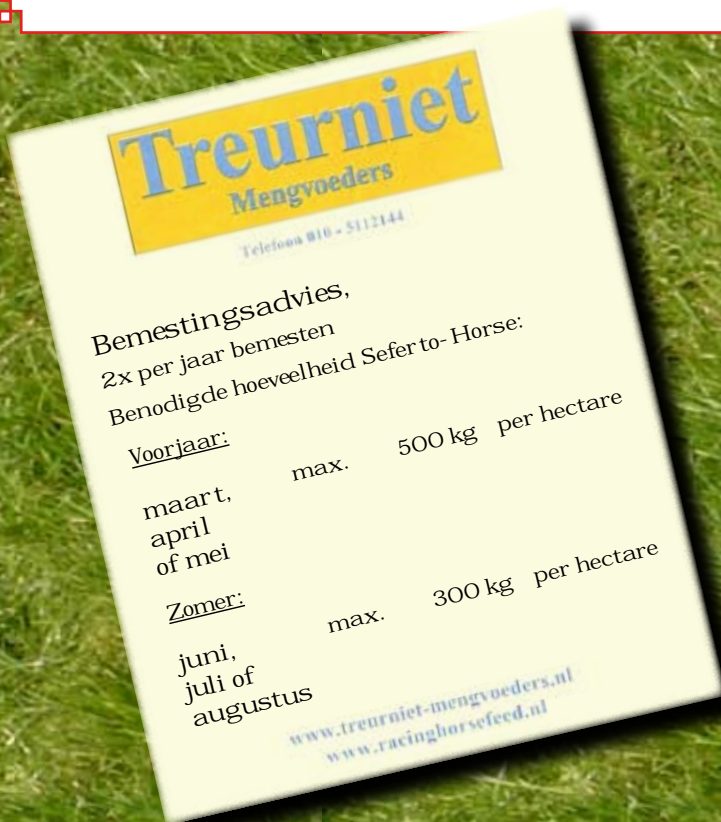 Treurniet
Mengvoeders
Telefoon 010 - 5112144
Bemestingsadvies,
2x per jaar bemesten
Benodigde hoeveelheid Seferto-Horse:
Voorjaar:
maart, max. 500 kg per hectare
april
of mei
Zomer:
juni, max. 300 kg per hectare
juli of
augustus
www.treurniet-mengvoeders.nl
www.racinghorsefeed.nl